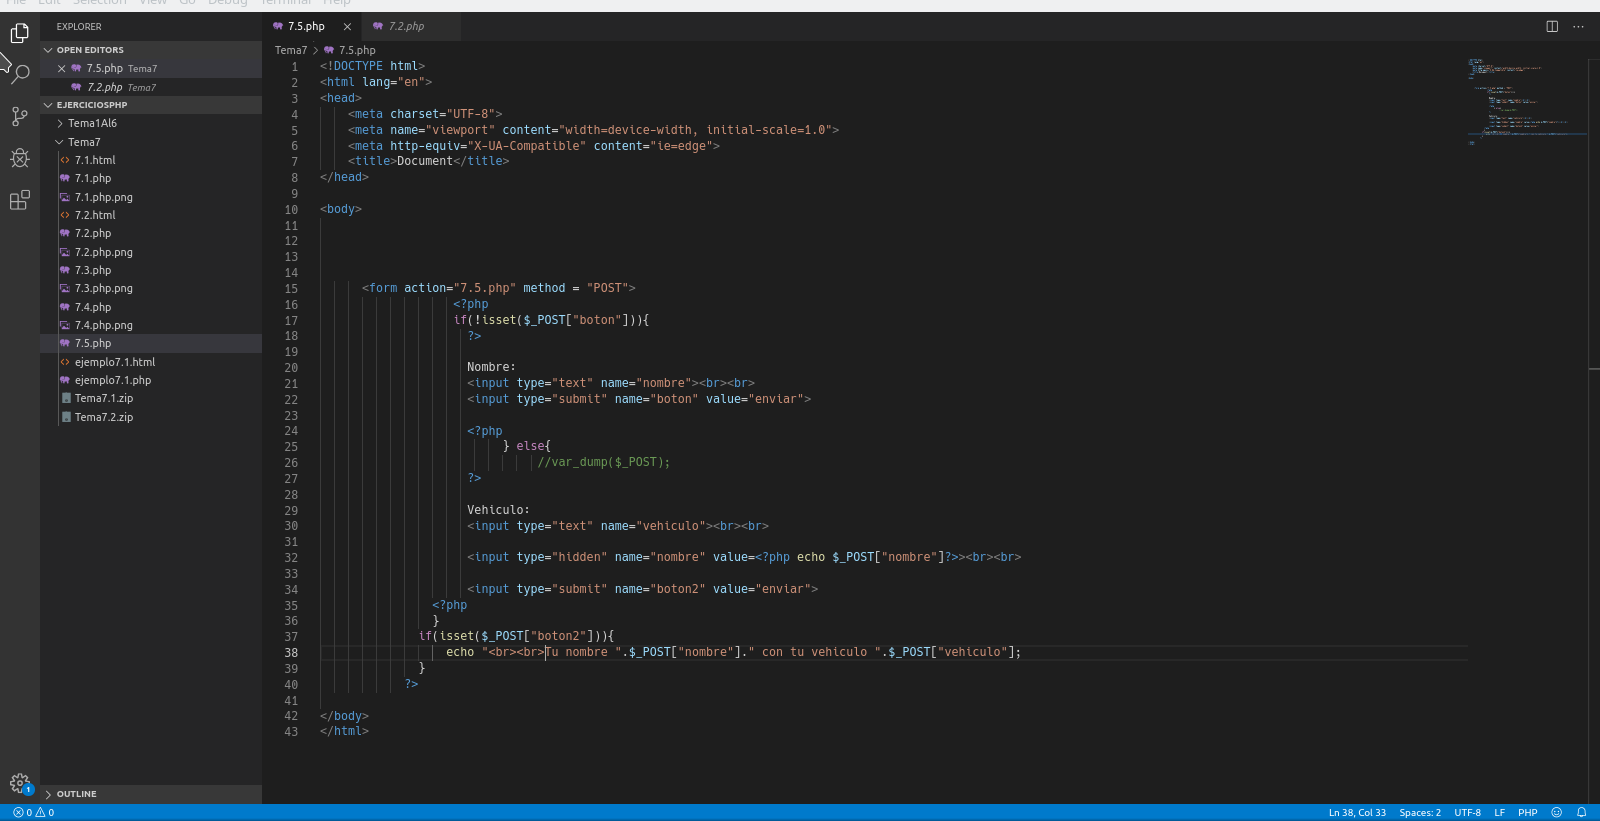 File Edit Selection View Go Debug Terminal Help
EXPLORER
OPEN EDITORS
7.5.php Tema7
7.2.php Tema7
EJERCICIOSPHP
Tema1Al6
Tema7
7.1.html
7.1.php
7.1.php.png
7.2.html
7.2.php
7.2.php.png
7.3.php
7.3.php.png
7.4.php
7.4.php.png
7.5.php
ejemplo7.1.html
ejemplo7.1.php
Tema7.1.zip
Tema7.2.zip
OUTLINE
1
7.5.php
7.2.php
Tema7 > 7.5.php
1 <!DOCTYPE html>
2 <html lang="en">
3 <head>
4 <meta charset="UTF-8">
5 <meta name="viewport" content="width=device-width, initial-scale=1.0">
6 <meta http-equiv="X-UA-Compatible" content="ie=edge">
7 <title>Document</title>
8 </head>
9
10 <body>
11
12
13
14
15 <form action="7.5.php" method = "POST">
16 <?php
17 if(!isset($_POST["boton"])){
18 ?>
19
20 Nombre:
21 <input type="text" name="nombre"><br><br>
22 <input type="submit" name="boton" value="enviar">
23
24 <?php
25 } else{
26 //var_dump($_POST);
27 ?>
28
29 Vehiculo:
30 <input type="text" name="vehiculo"><br><br>
31
32 <input type="hidden" name="nombre" value=<?php echo $_POST["nombre"]?>><br><br>
33
34 <input type="submit" name="boton2" value="enviar">
35 <?php
36 }
37 if(isset($_POST["boton2"])){
38 echo "<br><br>Tu nombre ".$_POST["nombre"]." con tu vehiculo ".$_POST["vehiculo"];
39 }
40 ?>
41
42 </body>
43 </html>
0 0
Ln 38, Col 33 Spaces: 2 UTF-8 LF PHP